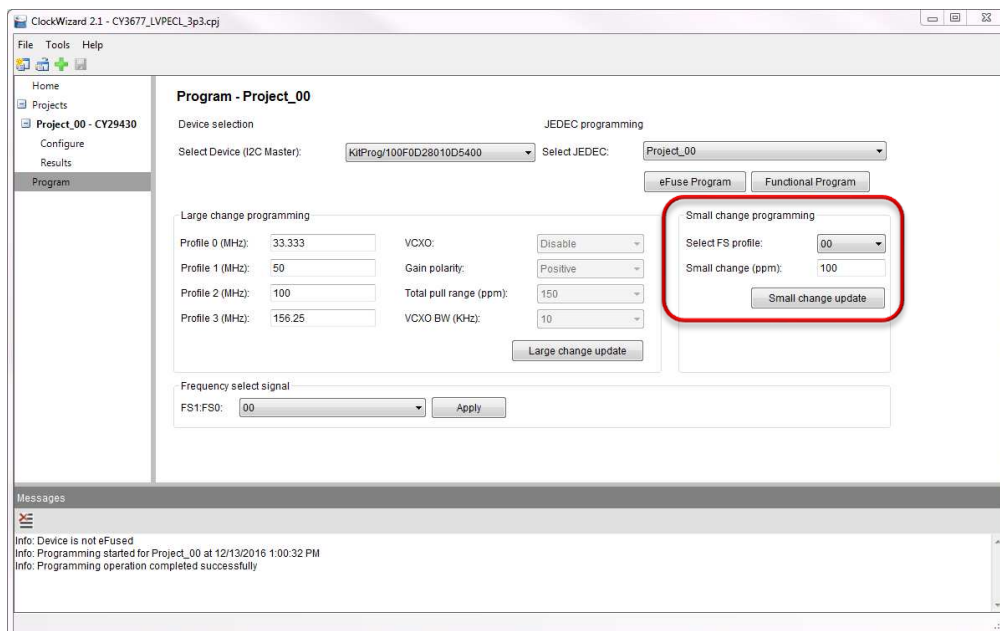 ClockWizard 2.1 - CY3677_LVPECL_3p3.cpj
File Tools Help
Home
Projects
Project_00 - CY29430
Configure
Results
Program
Program - Project_00
Device selection
JEDEC programming
Select Device (I2C Master):
KitProg/100F0D28010D5400
Select JEDEC:
Project_00
eFuse Program
Functional Program
Large change programming
Profile 0 (MHz):
33.333
VCXO:
Disable
Profile 1 (MHz):
50
Gain polarity:
Positive
Profile 2 (MHz):
100
Total pull range (ppm):
150
Profile 3 (MHz):
156.25
VCXO BW (KHz):
10
Large change update
Small change programming
Select FS profile:
00
Small change (ppm):
100
Small change update
Frequency select signal
FS1:FS0:
00
Apply
Messages
Info: Device is not eFused
Info: Programming started for Project_00 at 12/13/2016 1:00:32 PM
Info: Programming operation completed successfully